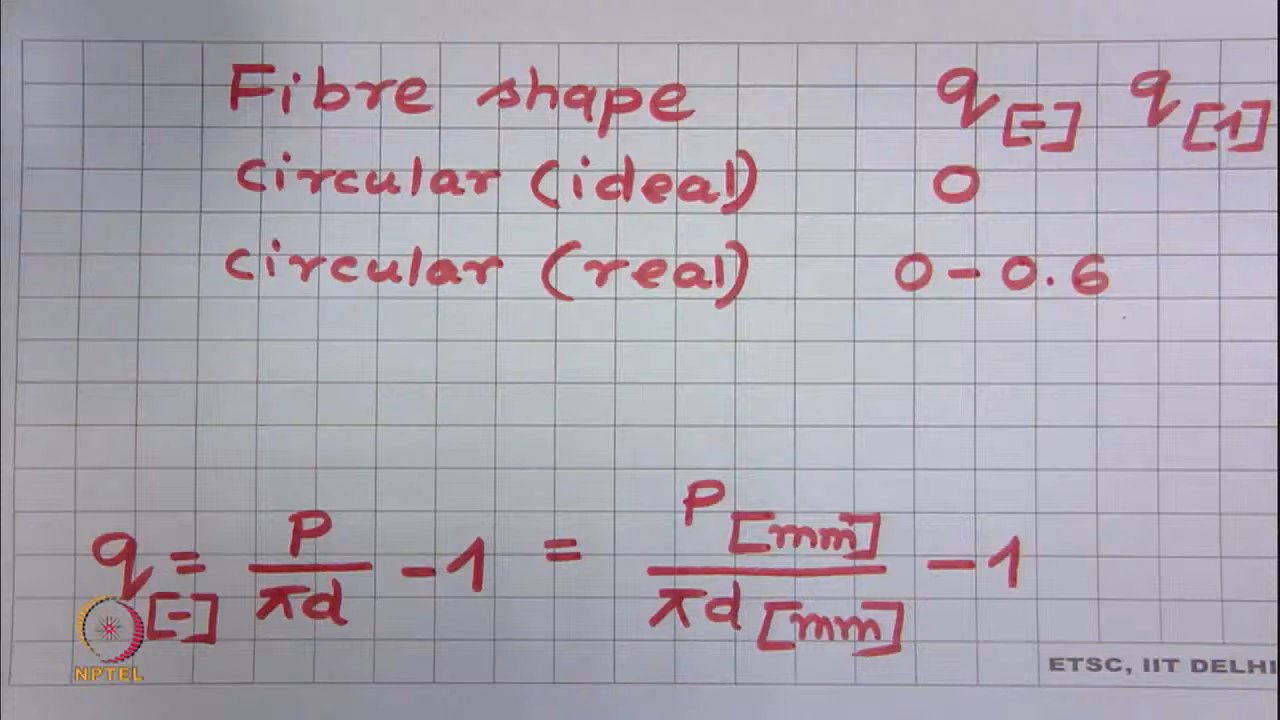 Fibre shape q[-] q[1]
circular (ideal) 0
circular (real) 0 - 0.6
q[-] = P/πd - 1 = P[mm]/πd[mm] - 1
NPTEL
ETSC, IIT DELHI